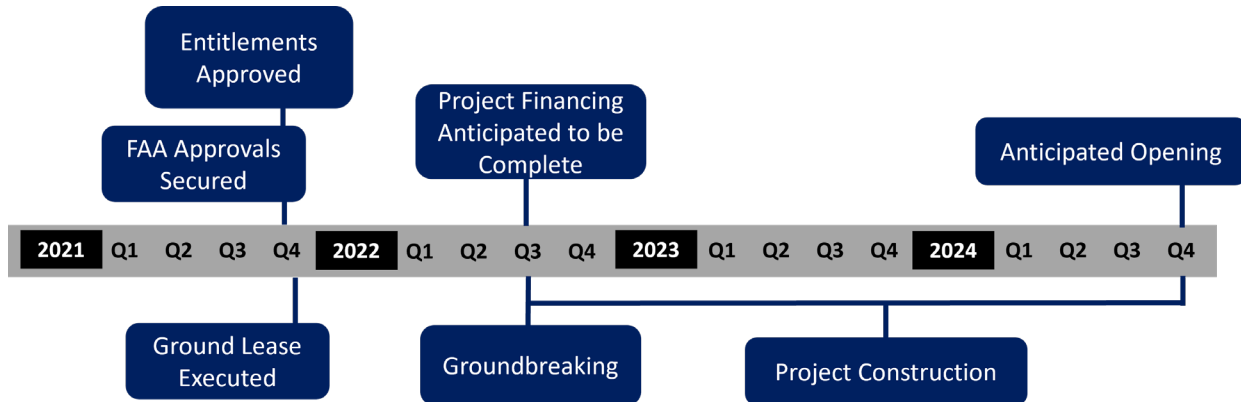 Entitlements
Approved
FAA Approvals
Secured
Project Financing
Anticipated to be
Complete
Anticipated Opening
2021 Q1 Q2 Q3 Q4 2022 Q1 Q2 Q3 Q4 2023 Q1 Q2 Q3 Q4 2024 Q1 Q2 Q3 Q4
Ground Lease
Executed
Groundbreaking
Project Construction